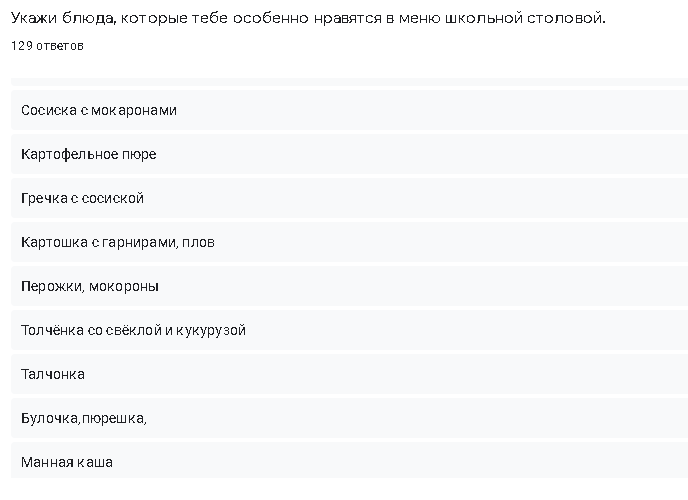 Укажи блюда, которые тебе особенно нравятся в меню школьной столовой.
129 ответов
Сосиска с мокаронами
Картофельное пюре
Гречка с сосиской
Картошка с гарнирами, плов
Перожки, мокороны
Толчёнка со свёклой и кукурузой
Талчонка
Булочка,пюрешка,
Манная каша